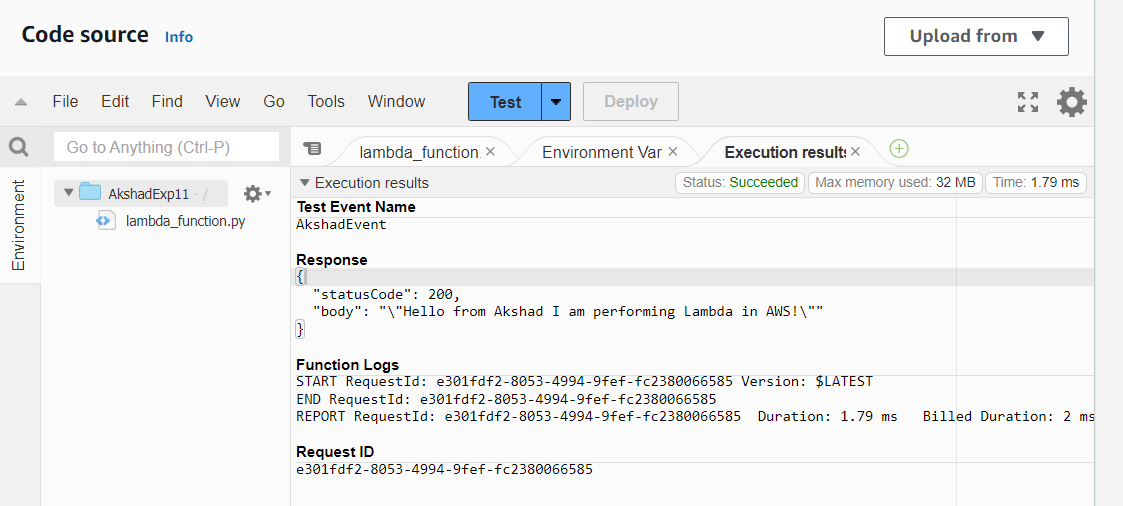 Code source Info
Upload from
File Edit Find View Go Tools Window Test Deploy
Go to Anything (Ctrl-P)
lambda_function. Environment Var Execution results
Environment
AkshadExp11 - /
lambda_function.py
Execution results Status: Succeeded Max memory used: 32 MB Time: 1.79 ms
Test Event Name
AkshadEvent
Response
{
"statusCode": 200,
"body": "\"Hello from Akshad I am performing Lambda in AWS!\""
}
Function Logs
START RequestId: e301fdf2-8053-4994-9fef-fc2380066585 Version: $LATEST
END RequestId: e301fdf2-8053-4994-9fef-fc2380066585
REPORT RequestId: e301fdf2-8053-4994-9fef-fc2380066585 Duration: 1.79 ms Billed Duration: 2 ms
Request ID
e301fdf2-8053-4994-9fef-fc2380066585